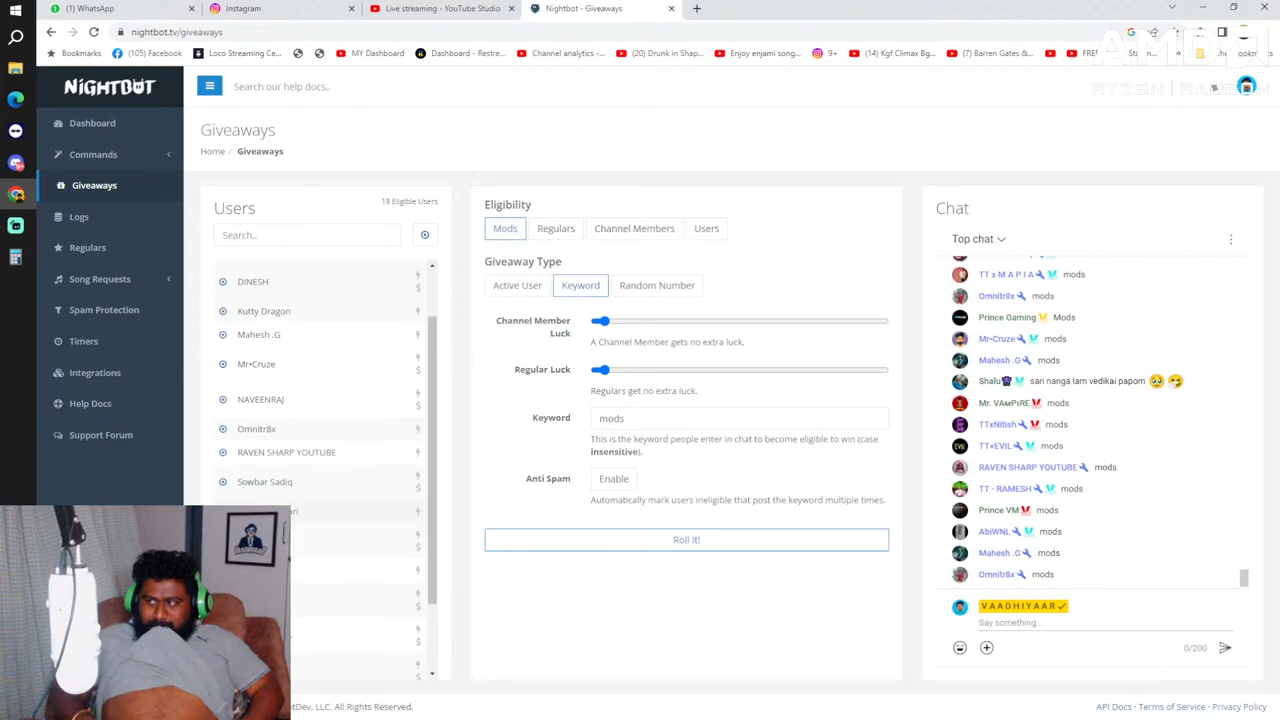 (1) WhatsApp
Instagram
Live streaming - YouTube Studio
Nightbot - Giveaways
nightbot.tv/giveaways
Bookmarks
(105) Facebook
Loco Streaming Ce...
MY Dashboard
Dashboard - Restre...
Channel analytics -...
(20) Drunk in Shap...
Enjoy enjami song...
9+
(14) Kgf Climax Bg...
(7) Barren Gates &...
FRE
AMD
RYZEN
NiGHTBOT
Search our help docs..
Dashboard
Commands
Giveaways
Logs
Regulars
Song Requests
Spam Protection
Timers
Integrations
Help Docs
Support Forum
Giveaways
Home / Giveaways
Users
18 Eligible Users
Search..
DINESH
Kutty Dragon
Mahesh .G
Mr•Cruze
NAVEENRAJ
Omnitr8x
RAVEN SHARP YOUTUBE
Sowbar Sadiq
Eligibility
Mods
Regulars
Channel Members
Users
Giveaway Type
Active User
Keyword
Random Number
Channel Member Luck
A Channel Member gets no extra luck.
Regular Luck
Regulars get no extra luck.
Keyword
mods
This is the keyword people enter in chat to become eligible to win (case
insensitive).
Anti Spam
Enable
Automatically mark users ineligible that post the keyword multiple times.
Roll It!
Chat
Top chat
TT x M A P I A mods
Omnitr8x mods
Prince Gaming Mods
Mr•Cruze mods
Mahesh .G mods
Shalu sari nanga lam vedikai papom
Mr. VAMPIRE mods
TTxNitish mods
TT×EVIL mods
RAVEN SHARP YOUTUBE mods
TT - RAMESH mods
Prince VM mods
AbiWNL mods
Mahesh .G mods
Omnitr8x mods
V A A D H I Y A A R
Say something...
0/200
htDev, LLC. All Rights Reserved.
API Docs · Terms of Service · Privacy Policy